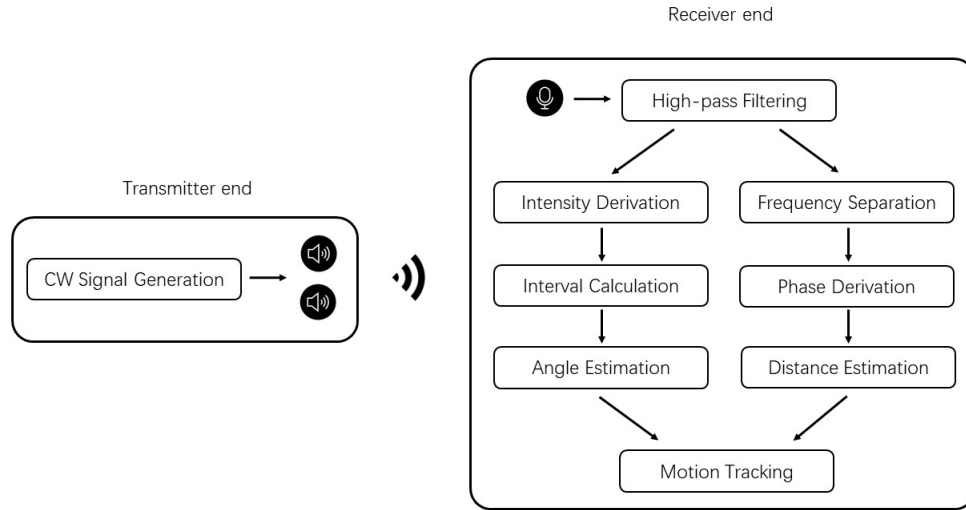 Receiver end
High-pass Filtering
Transmitter end
Intensity Derivation
Frequency Separation
CW Signal Generation
Interval Calculation
Phase Derivation
Angle Estimation
Distance Estimation
Motion Tracking